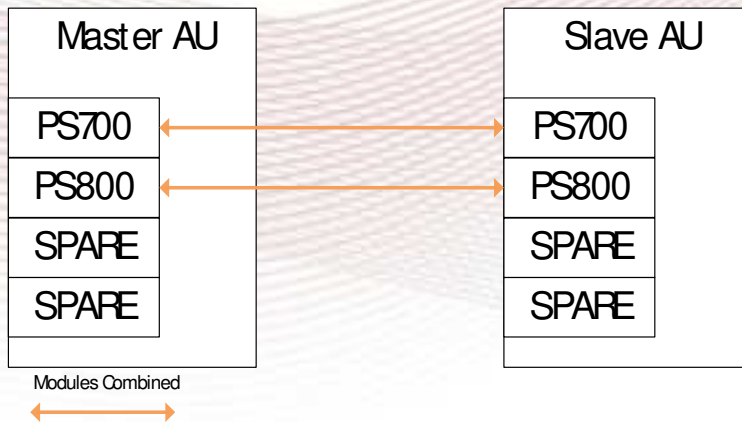 Master AU
PS700
PS800
SPARE
SPARE
Modules Combined
Slave AU
PS700
PS800
SPARE
SPARE